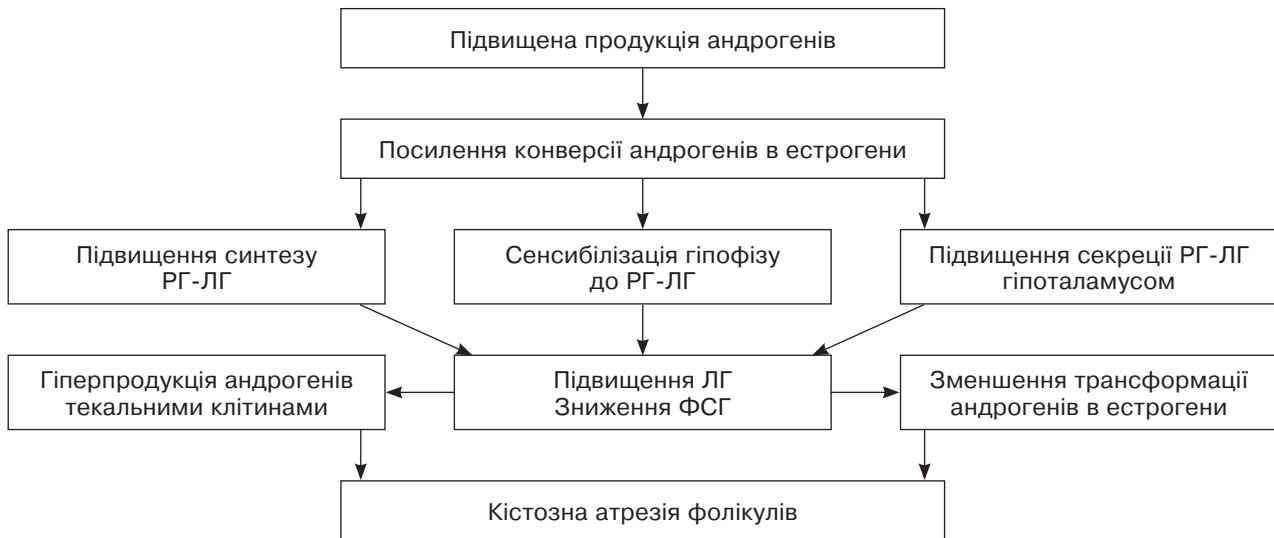 Підвищена продукція андрогенів
Посилення конверсії андрогенів в естрогени
Підвищення синтезу
РГ-ЛГ
Сенсибілізація гіпофізу
до РГ-ЛГ
Підвищення секреції РГ-ЛГ
гіпоталамусом
Гіперпродукція андрогенів
текальними клітинами
Підвищення ЛГ
Зниження ФСГ
Зменшення трансформації
андрогенів в естрогени
Кістозна атрезія фолікулів